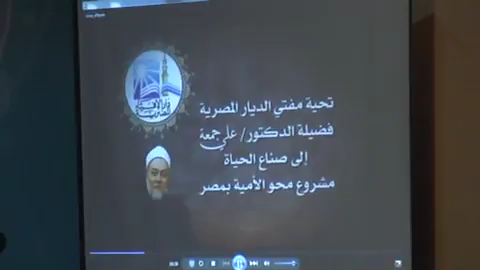 تحية مفتي الديار المصرية
فضيلة الدكتور/ علي جمعة
إلى صناع الحياة
مشروع محو الأمية بمصر